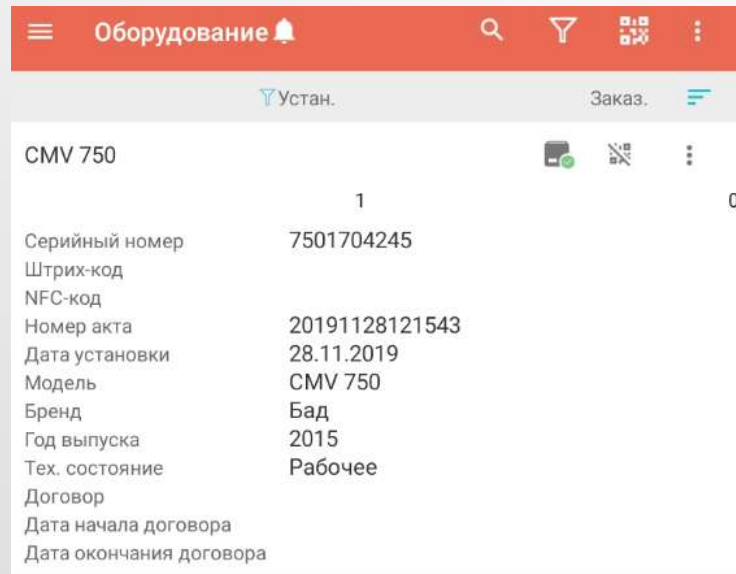 Оборудование
Устан. Заказ.
CMV 750
1 0
Серийный номер 7501704245
Штрих-код
NFC-код
Номер акта 20191128121543
Дата установки 28.11.2019
Модель CMV 750
Бренд Бад
Год выпуска 2015
Тех. состояние Рабочее
Договор
Дата начала договора
Дата окончания договора